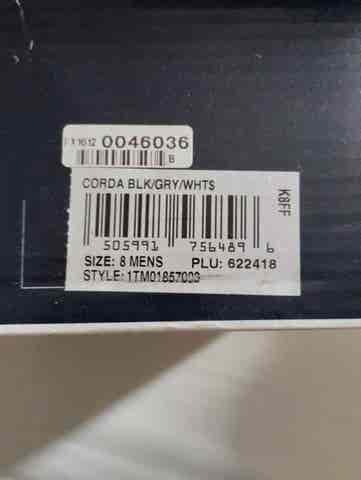 0046036
B
CORDA BLK/GRY/WHTS
K8FF
505991 756489 6
SIZE: 8 MENS PLU: 622418
STYLE: 1TM01857003